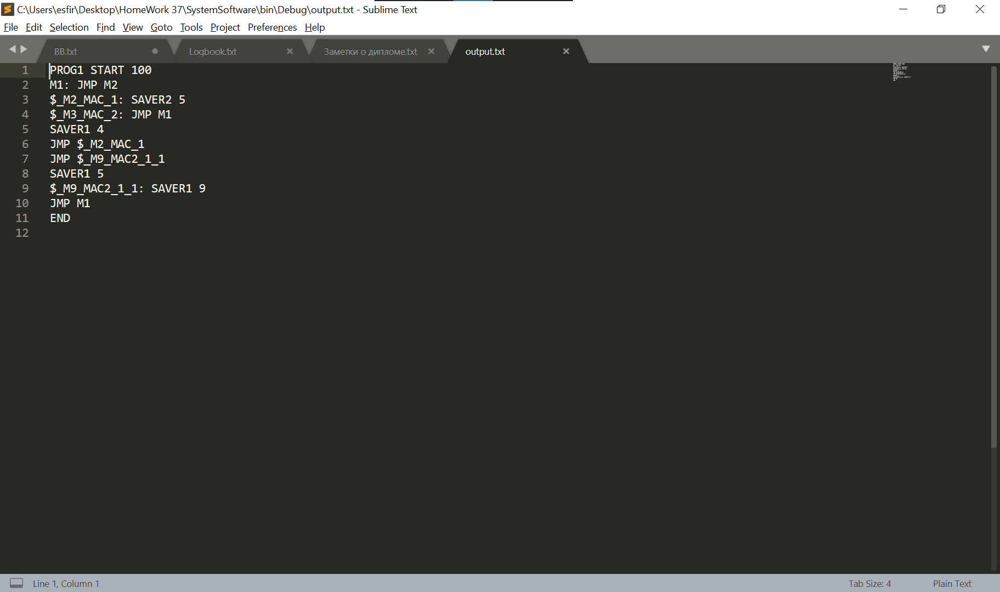 C:\Users\esfir\Desktop\HomeWork 37\SystemSoftware\bin\Debug\output.txt - Sublime Text
File Edit Selection Find View Goto Tools Project Preferences Help
BB.txt Logbook.txt Заметки о дипломе.txt output.txt
1 PROG1 START 100
2 M1: JMP M2
3 $_M2_MAC_1: SAVER2 5
4 $_M3_MAC_2: JMP M1
5 SAVER1 4
6 JMP $_M2_MAC_1
7 JMP $_M9_MAC2_1_1
8 SAVER1 5
9 $_M9_MAC2_1_1: SAVER1 9
10 JMP M1
11 END
12
Line 1, Column 1 Tab Size: 4 Plain Text